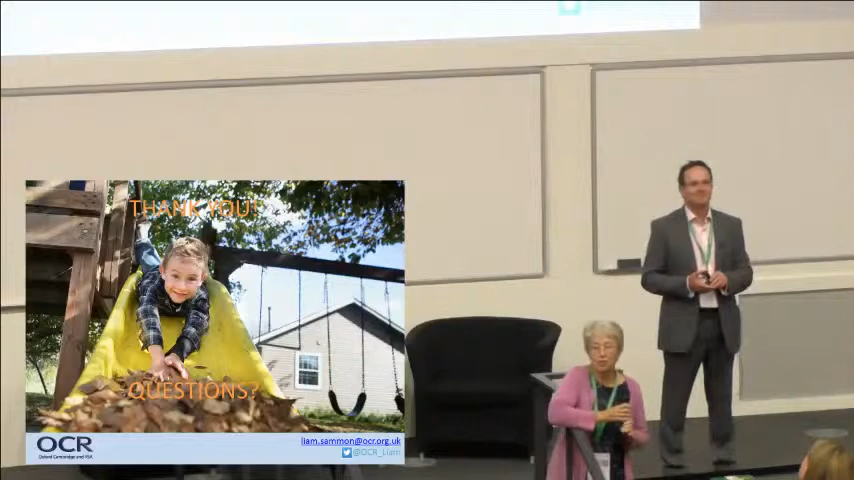 THANK YOU!
QUESTIONS?
OCR
Oxford Cambridge and RSA
liam.sammon@ocr.org.uk
@OCR_Liam